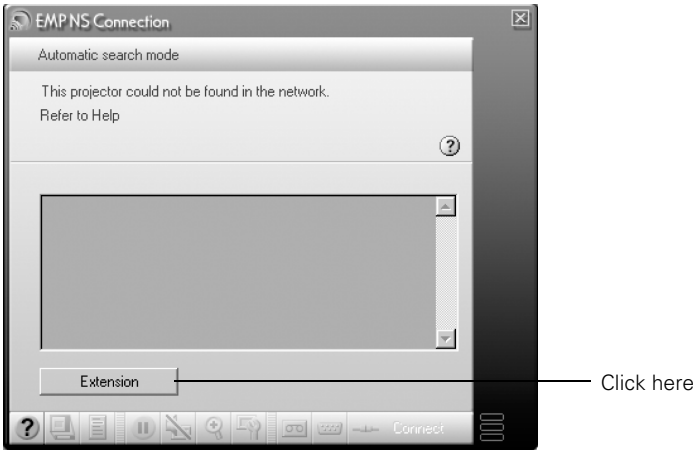 EMP NS Connection
Automatic search mode
This projector could not be found in the network.
Refer to Help
?
Extension
Click here
?
Connect